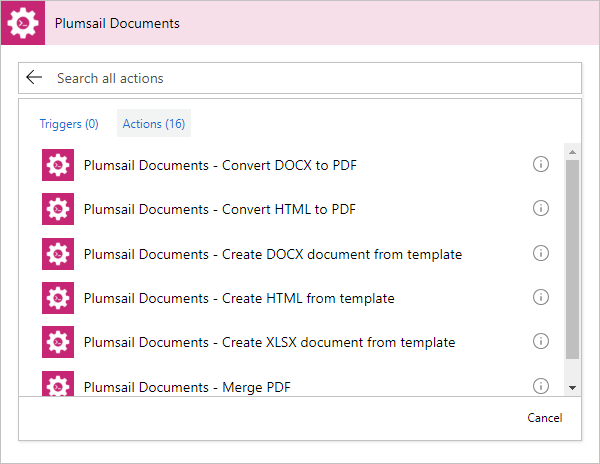 Plumsail Documents
Search all actions
Triggers (0) Actions (16)
Plumsail Documents - Convert DOCX to PDF
Plumsail Documents - Convert HTML to PDF
Plumsail Documents - Create DOCX document from template
Plumsail Documents - Create HTML from template
Plumsail Documents - Create XLSX document from template
Plumsail Documents - Merge PDF
Cancel